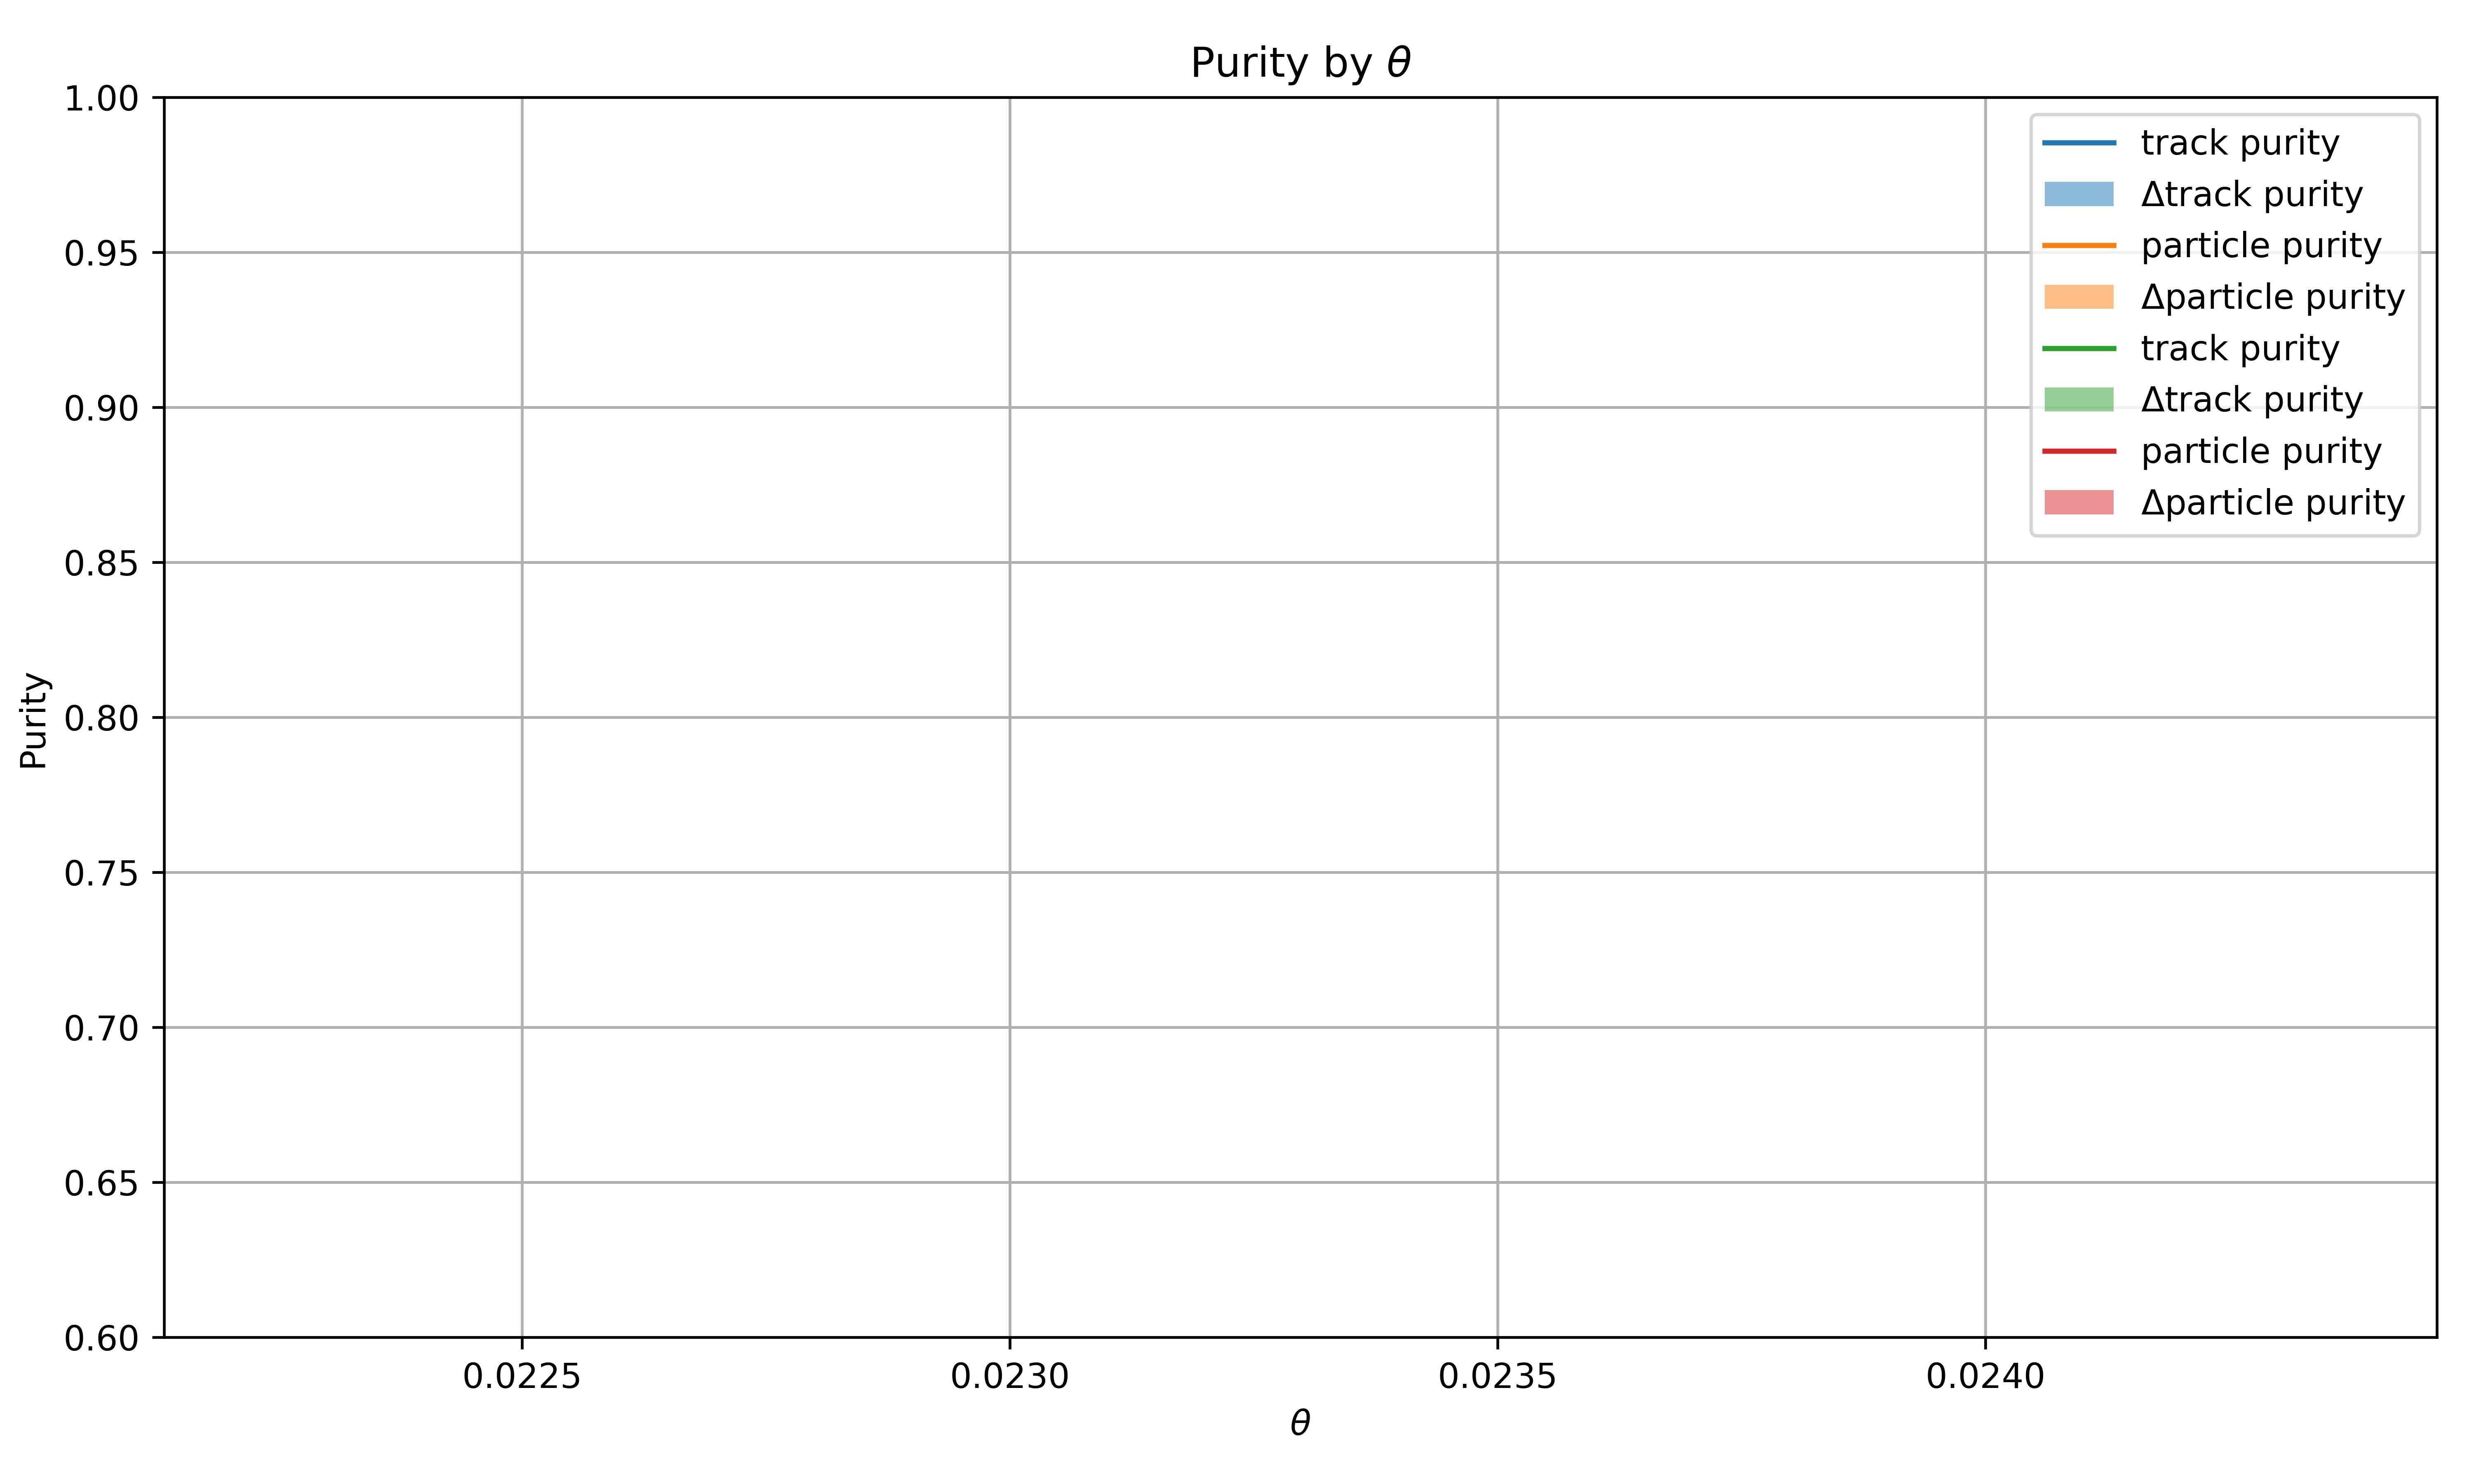 Purity by θ
1.00
0.95
0.90
0.85
0.80
0.75
0.70
0.65
0.60
Purity
track purity
Δtrack purity
particle purity
Δparticle purity
track purity
Δtrack purity
particle purity
Δparticle purity
0.0225 0.0230 0.0235 0.0240
θ